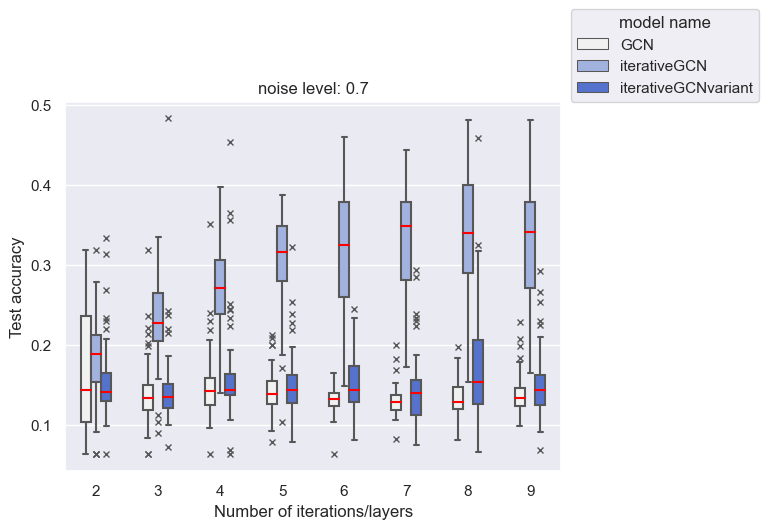 model name
GCN
iterativeGCN
iterativeGCNvariant
noise level: 0.7
0.5
0.4
0.3
0.2
0.1
Test accuracy
2 3 4 5 6 7 8 9
Number of iterations/layers